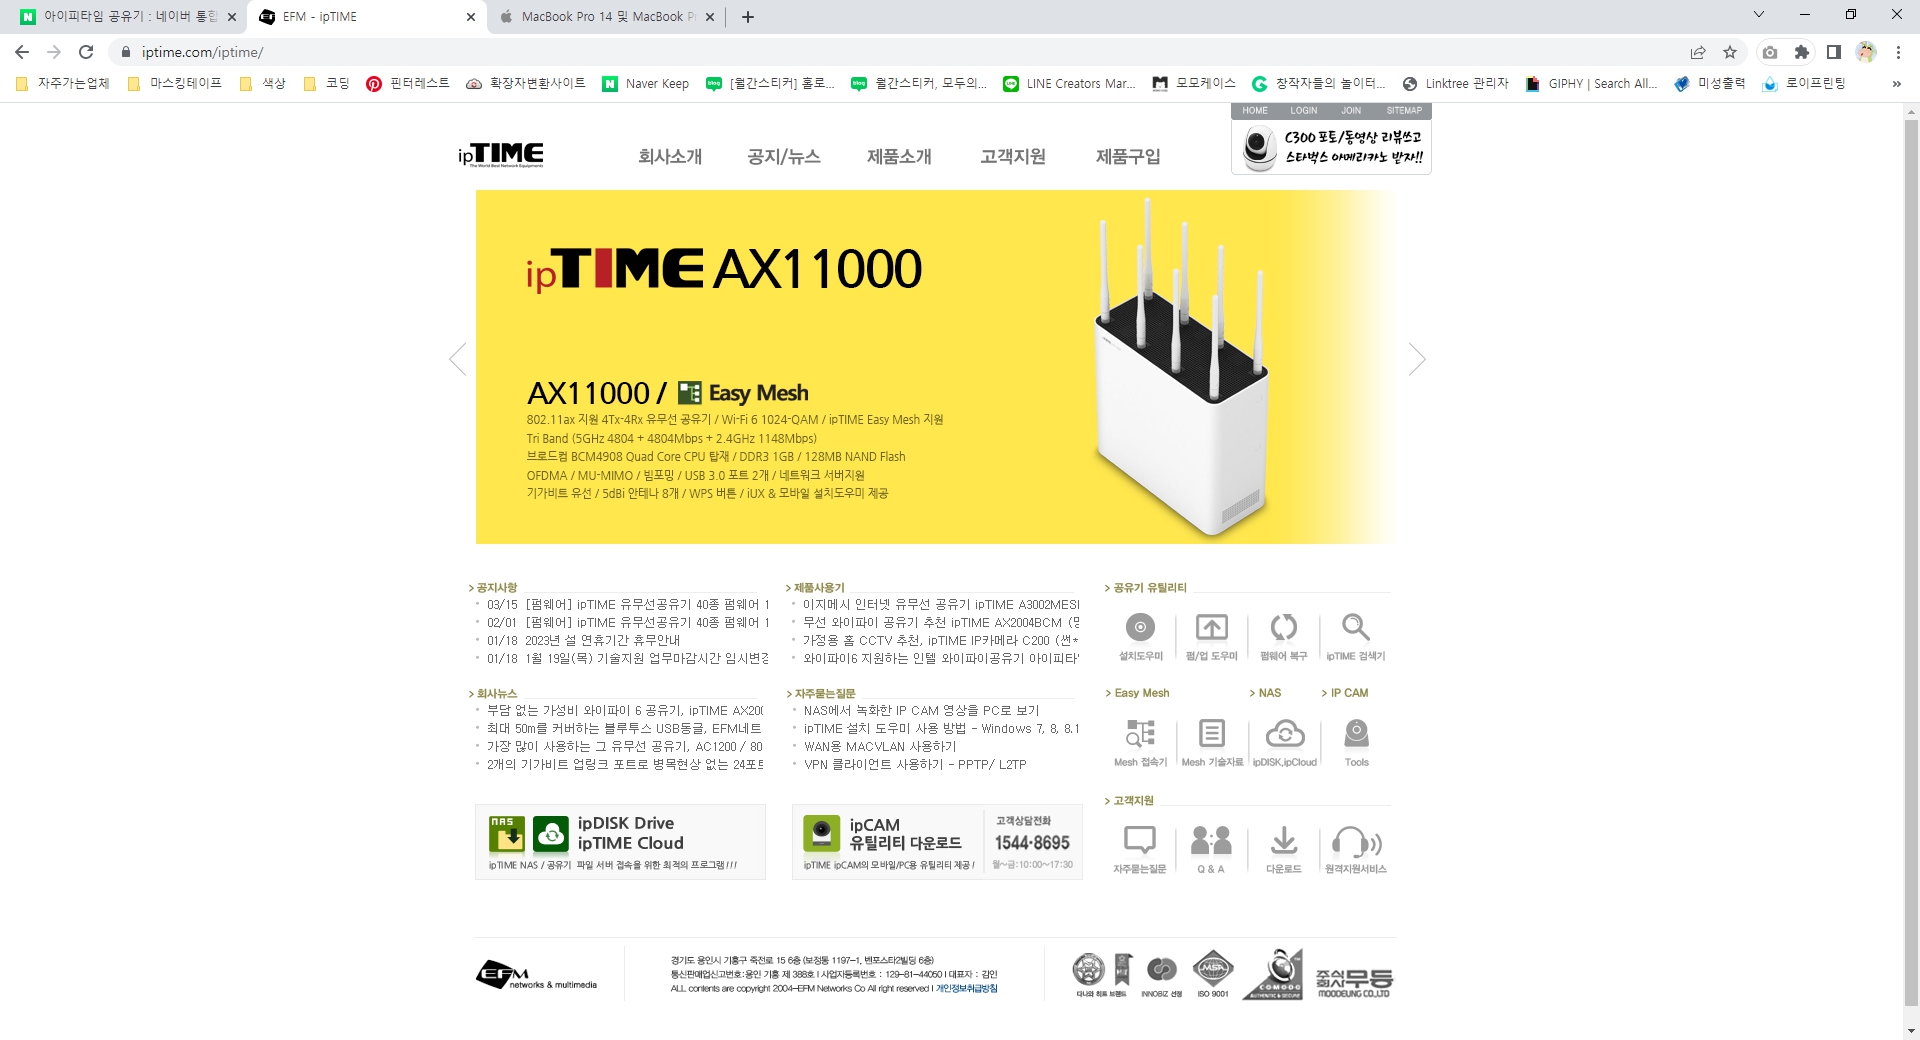 아이피타임 공유기 : 네이버 통합
EFM - ipTIME
MacBook Pro 14 및 MacBook P
iptime.com/iptime/
자주가는업체
마스킹테이프
색상
코딩
핀터레스트
확장자변환사이트
Naver Keep
[월간스티커] 홀로...
월간스티커, 모두의...
LINE Creators Mar...
모모케이스
창작자들의 놀이터...
Linktree 관리자
GIPHY | Search All...
미성출력
로이프린팅
HOME LOGIN JOIN SITEMAP
ipTIME
The World Best Network Equipments
회사소개
공지/뉴스
제품소개
고객지원
제품구입
C300 포토/동영상 리뷰쓰고
스타벅스 아메리카노 받자!!
ipTIME AX11000
AX11000 / Easy Mesh
802.11ax 지원 4Tx-4Rx 유무선 공유기 / Wi-Fi 6 1024-QAM / ipTIME Easy Mesh 지원
Tri Band (5GHz 4804 + 4804Mbps + 2.4GHz 1148Mbps)
브로드컴 BCM4908 Quad Core CPU 탑재 / DDR3 1GB / 128MB NAND Flash
OFDMA / MU-MIMO / 빔포밍 / USB 3.0 포트 2개 / 네트워크 서버지원
기가비트 유선 / 5dBi 안테나 8개 / WPS 버튼 / iUX & 모바일 설치도우미 제공
> 공지사항
03/15 [펌웨어] ipTIME 유무선공유기 40종 펌웨어 1
02/01 [펌웨어] ipTIME 유무선공유기 40종 펌웨어 1
01/18 2023년 설 연휴기간 휴무안내
01/18 1월 19일(목) 기술지원 업무마감시간 임시변경
> 제품사용기
이지메시 인터넷 유무선 공유기 ipTIME A3002MES
무선 와이파이 공유기 추천 ipTIME AX2004BCM
가정용 홈 CCTV 추천, ipTIME IP카메라 C200 (썬*
와이파이6 지원하는 인텔 와이파이공유기 아이피타
> 공유기 유틸리티
설치도우미
펌/업 도우미
펌웨어 복구
ipTIME 검색기
> 회사뉴스
부담 없는 가성비 와이파이 6 공유기, ipTIME AX200
최대 50m를 커버하는 블루투스 USB동글, EFM네트
가장 많이 사용하는 그 유무선 공유기, AC1200 / 80
2개의 기가비트 업링크 포트로 병목현상 없는 24포트
> 자주묻는질문
NAS에서 녹화한 IP CAM 영상을 PC로 보기
ipTIME 설치 도우미 사용 방법 - Windows 7, 8, 8.1
WAN용 MACVLAN 사용하기
VPN 클라이언트 사용하기 - PPTP/ L2TP
> Easy Mesh
> NAS
> IP CAM
Mesh 접속기
Mesh 기술자료
ipDISK,ipCloud
Tools
> 고객지원
자주묻는질문
Q & A
다운로드
원격지원서비스
NAS
ipDISK Drive
ipTIME Cloud
ipTIME NAS / 공유기 파일 서버 접속을 위한 최적의 프로그램!!!
ipCAM
유틸리티 다운로드
ipTIME ipCAM의 모바일/PC용 유틸리티 제공!
고객상담전화
1544·8695
월~금:10:00~17:30
EFM
networks & multimedia
경기도 용인시 기흥구 죽전로 15 6층 (보정동 1197-1, 벤포스타2빌딩 6층)
통신판매업신고번호:용인 기흥 제 388호 I 사업자등록번호 : 129-81-44050 I 대표자 : 김인
ALL contents are copyright 2004-EFM Networks Co All right reserved I 개인정보취급방침
다나와 히트 브랜드
INNOBIZ 선정
MSA
ISO 9001
COMODO
AUTHENTIC & SECURE
주식회사무등
MOODEUNG CO.,LTD